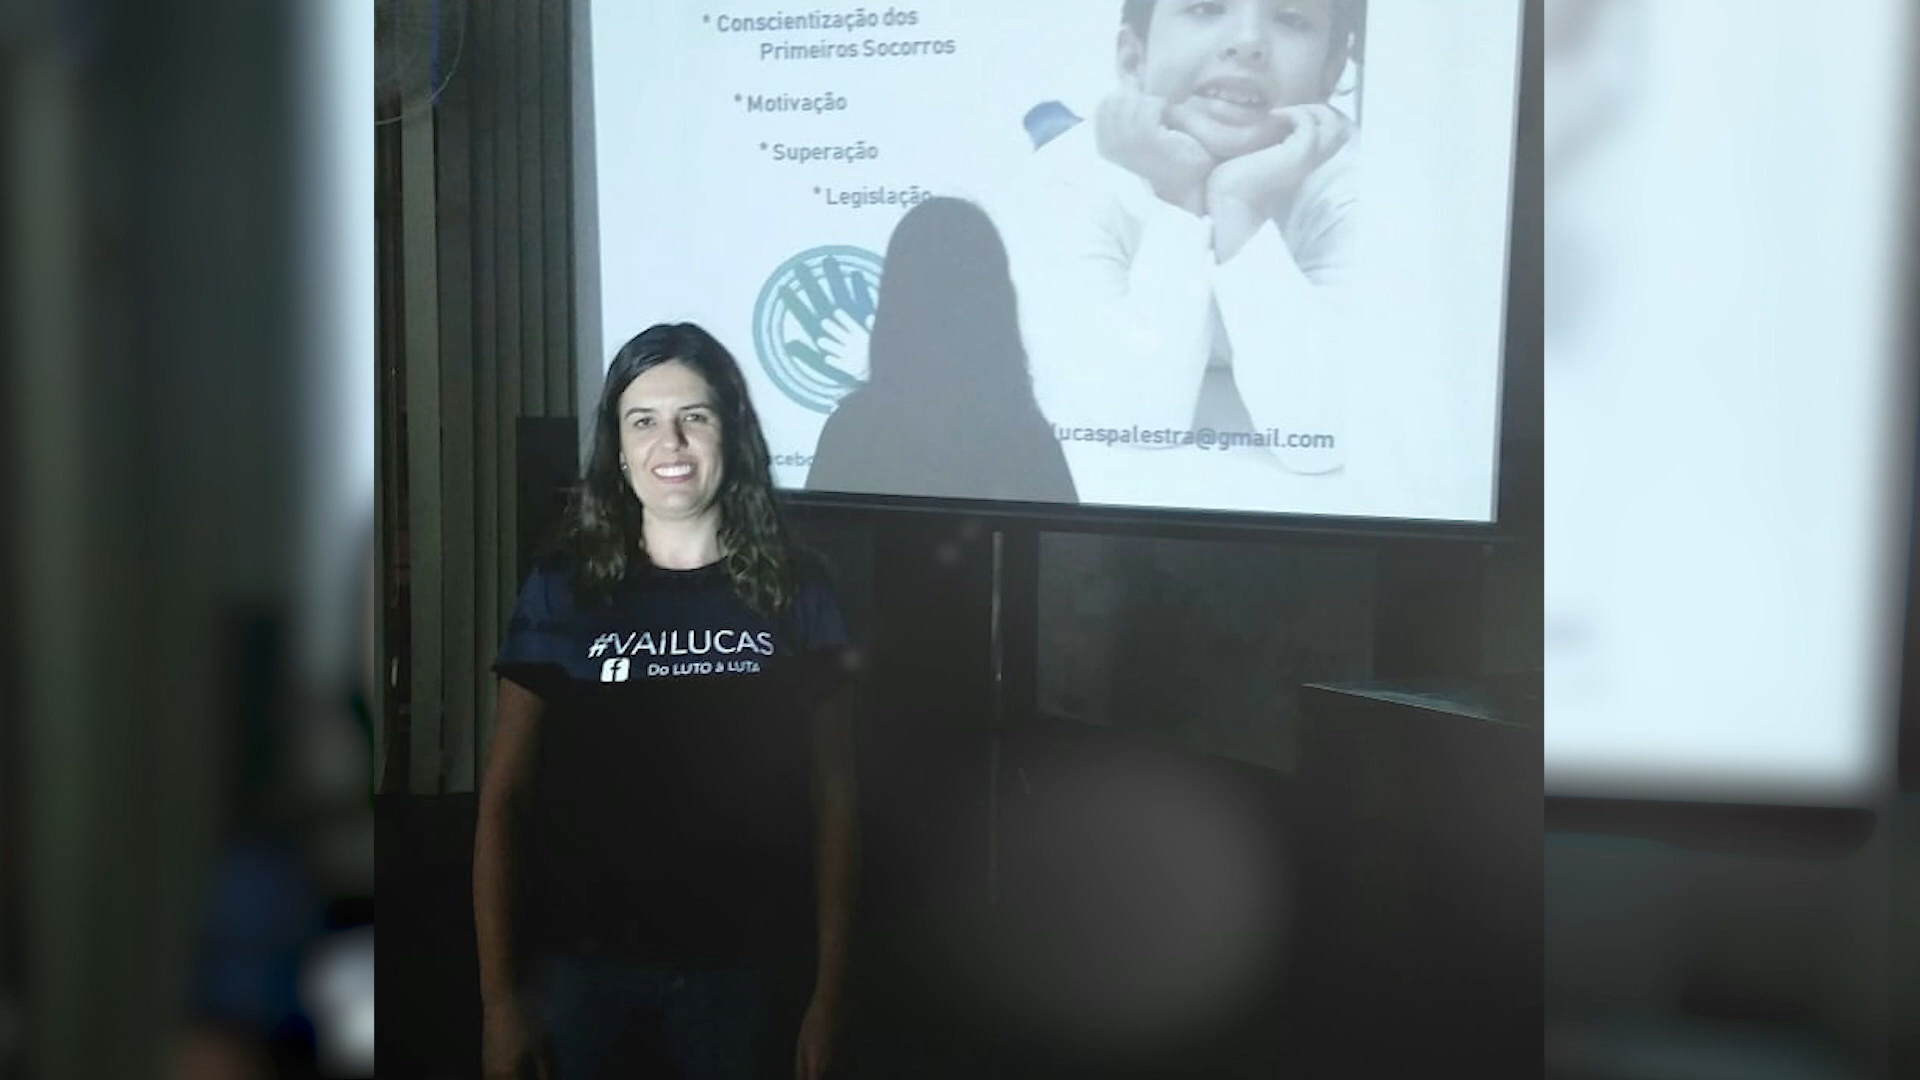 * Conscientização dos
Primeiros Socorros
* Motivação
* Superação
* Legislação
lucaspalestra@gmail.com
#VAILUCAS
f Do LUTO à LUTA